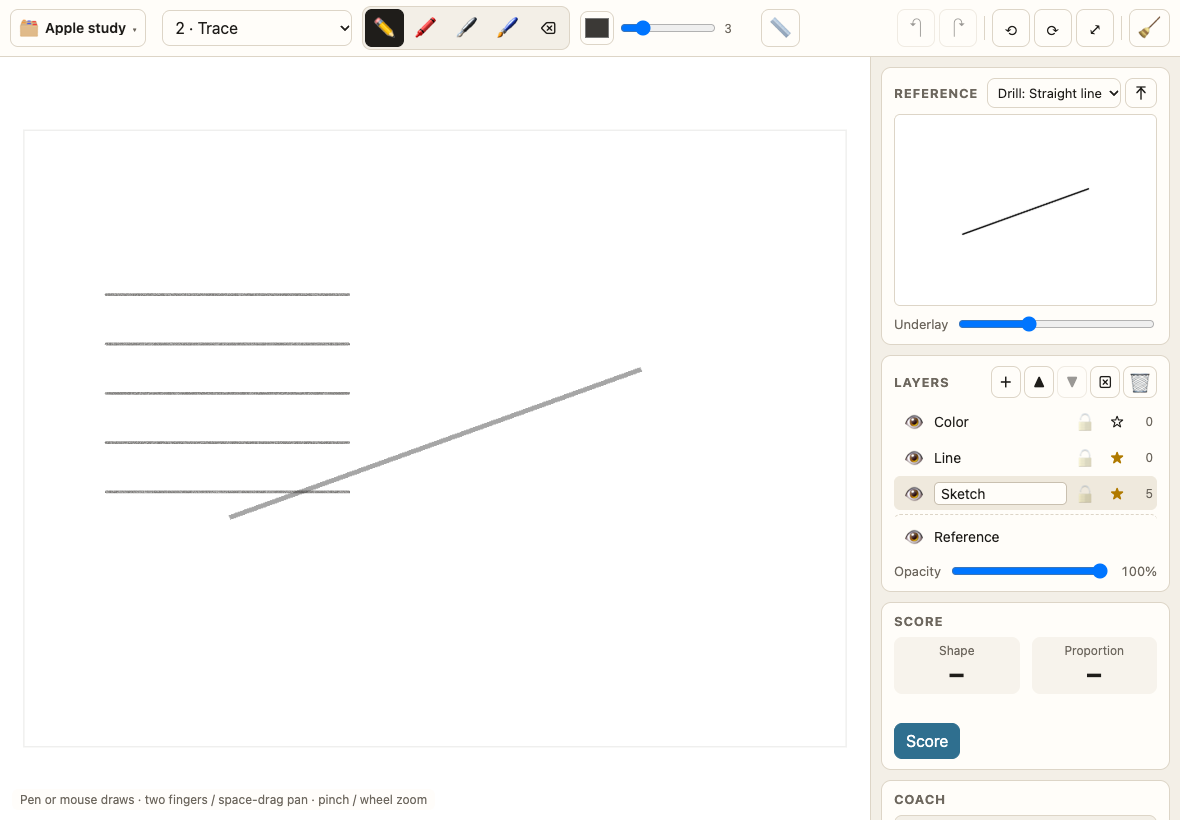 Apple study
2 · Trace
3
REFERENCE
Drill: Straight line
Underlay
LAYERS
Color 0
Line 0
Sketch 5
Reference
Opacity 100%
SCORE
Shape Proportion
– –
Score
COACH
Pen or mouse draws · two fingers / space-drag pan · pinch / wheel zoom